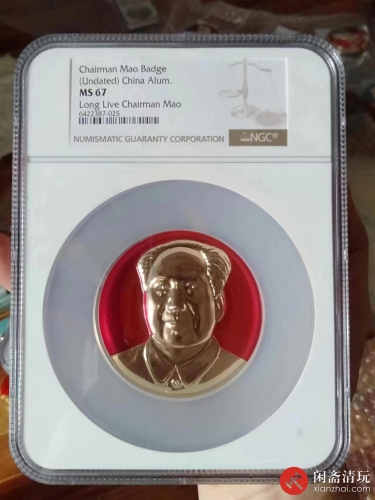 Chairman Mao Badge
(Undated) China Alum.
MS 67
Long Live Chairman Mao
6422387-025
NUMISMATIC GUARANTY CORPORATION
NGC®
闲斋清玩
xianzhai.com